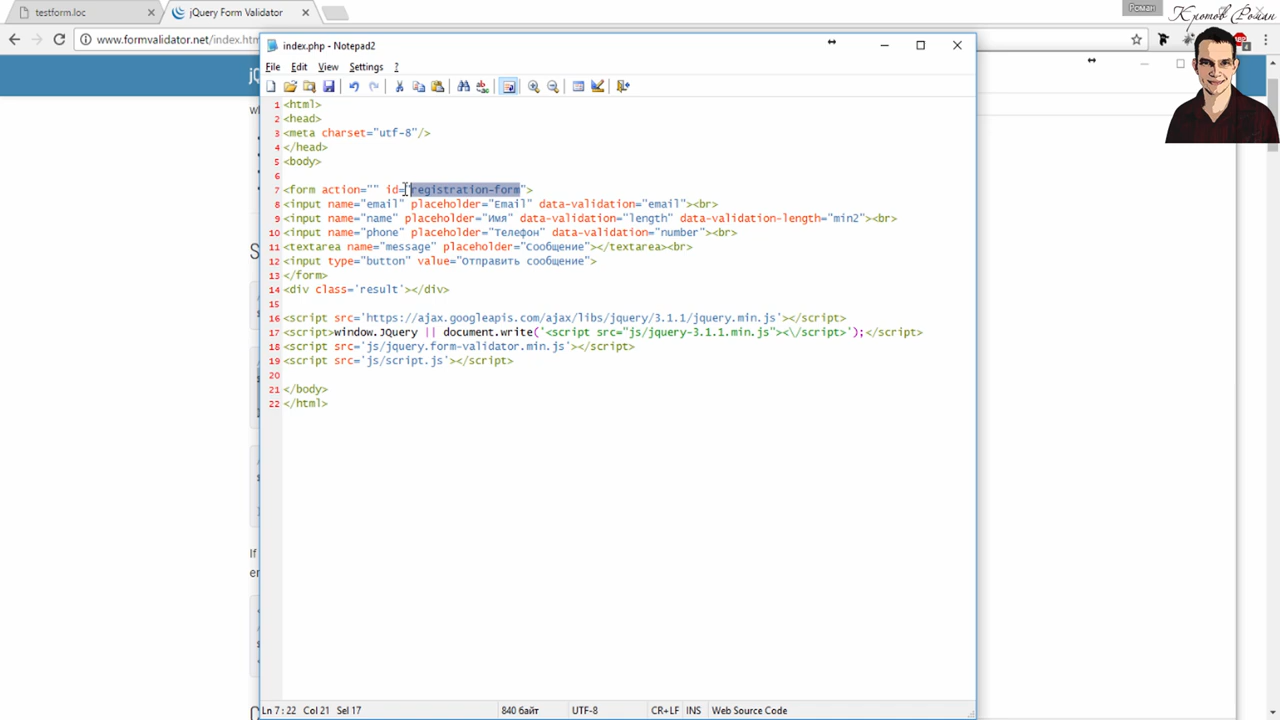 testform.loc
jQuery Form Validator
Роман
Кротов Роман
www.formvalidator.net/index.htm
index.php - Notepad2
File Edit View Settings ?
1 <html>
2 <head>
3 <meta charset="utf-8"/>
4 </head>
5 <body>
6
7 <form action="" id="registration-form">
8 <input name="email" placeholder="Email" data-validation="email"><br>
9 <input name="name" placeholder="Имя" data-validation="length" data-validation-length="min2"><br>
10 <input name="phone" placeholder="Телефон" data-validation="number"><br>
11 <textarea name="message" placeholder="Сообщение"></textarea><br>
12 <input type="button" value="Отправить сообщение">
13 </form>
14 <div class='result'></div>
15
16 <script src='https://ajax.googleapis.com/ajax/libs/jquery/3.1.1/jquery.min.js'></script>
17 <script>window.JQuery || document.write('<script src="js/jquery-3.1.1.min.js"><\/script>');</script>
18 <script src='js/jquery.form-validator.min.js'></script>
19 <script src='js/script.js'></script>
20
21 </body>
22 </html>
Ln 7 : 22 Col 21 Sel 17 840 байт UTF-8 CR+LF INS Web Source Code